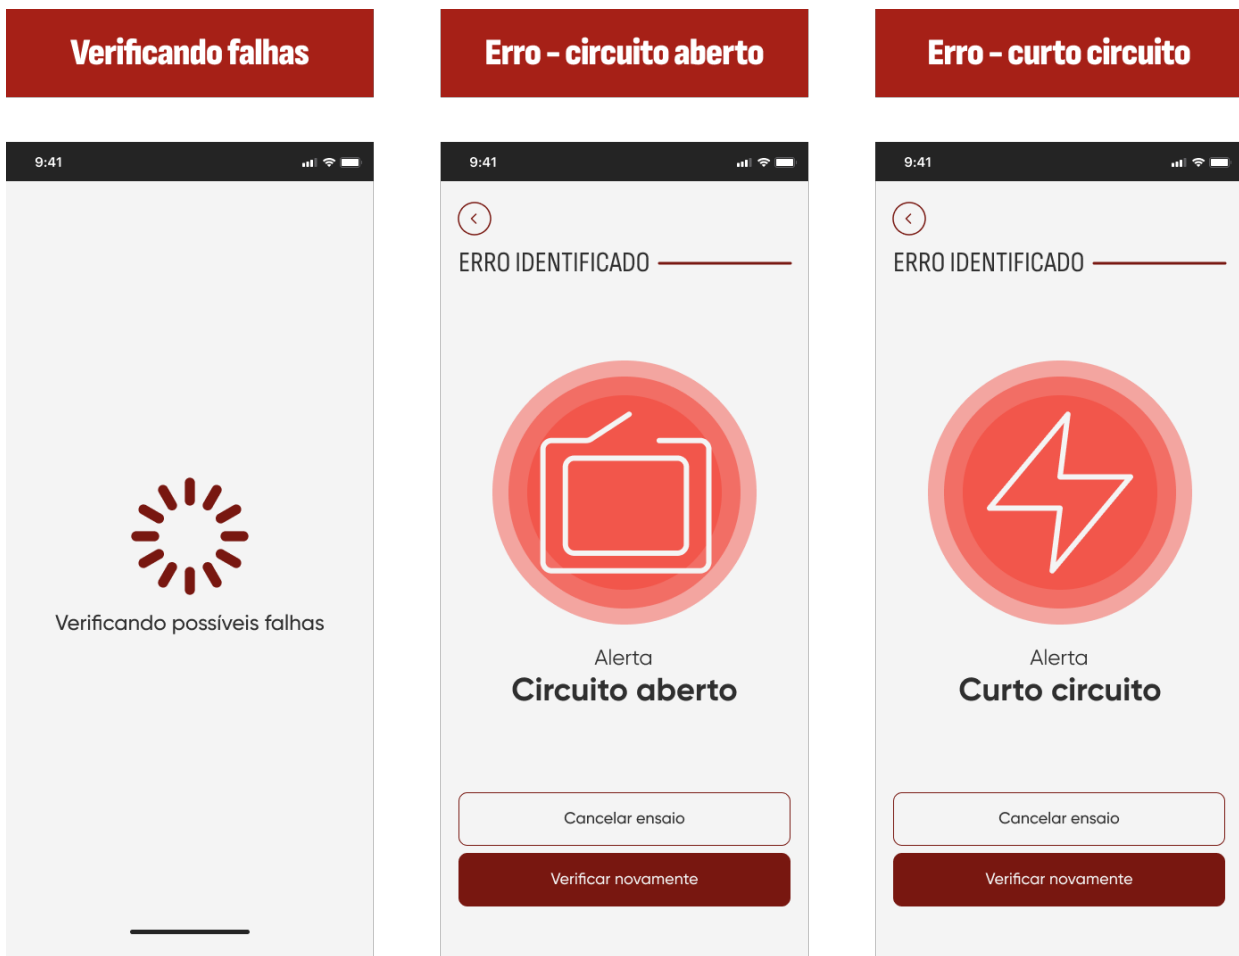 Verificando falhas
9:41
Verificando possíveis falhas
Erro - circuito aberto
9:41
ERRO IDENTIFICADO
Alerta
Circuito aberto
Cancelar ensaio
Verificar novamente
Erro - curto circuito
9:41
ERRO IDENTIFICADO
Alerta
Curto circuito
Cancelar ensaio
Verificar novamente